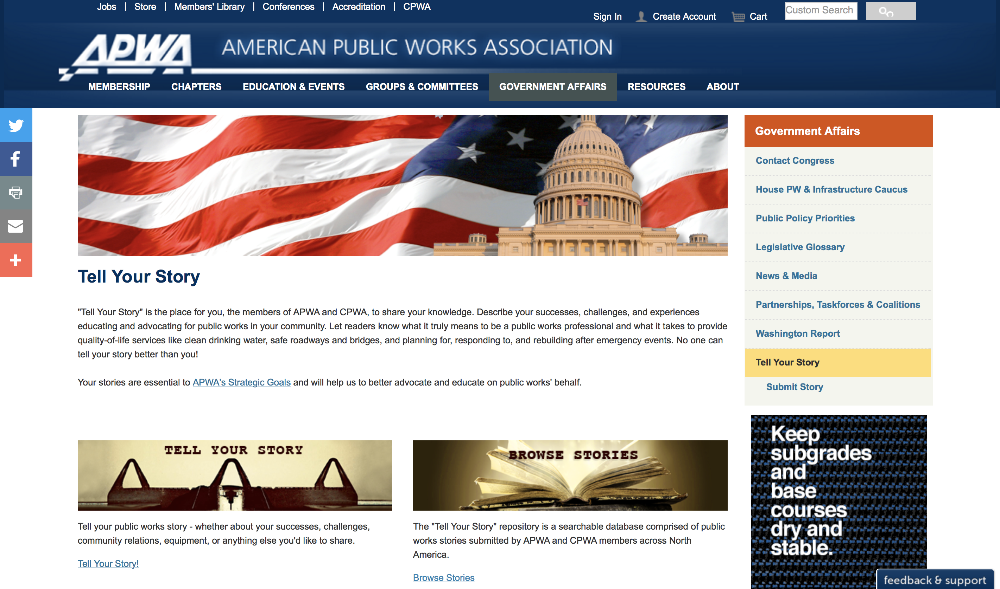 Jobs | Store | Members' Library | Conferences | Accreditation | CPWA
Sign In Create Account Cart Custom Search
APWA AMERICAN PUBLIC WORKS ASSOCIATION
MEMBERSHIP CHAPTERS EDUCATION & EVENTS GROUPS & COMMITTEES GOVERNMENT AFFAIRS RESOURCES ABOUT
Tell Your Story
"Tell Your Story" is the place for you, the members of APWA and CPWA, to share your knowledge. Describe your successes, challenges, and experiences
educating and advocating for public works in your community. Let readers know what it truly means to be a public works professional and what it takes to provide
quality-of-life services like clean drinking water, safe roadways and bridges, and planning for, responding to, and rebuilding after emergency events. No one can
tell your story better than you!
Your stories are essential to APWA's Strategic Goals and will help us to better advocate and educate on public works' behalf.
TELL YOUR STORY
Tell your public works story - whether about your successes, challenges,
community relations, equipment, or anything else you'd like to share.
Tell Your Story!
BROWSE STORIES
The "Tell Your Story" repository is a searchable database comprised of public
works stories submitted by APWA and CPWA members across North
America.
Browse Stories
Government Affairs
Contact Congress
House PW & Infrastructure Caucus
Public Policy Priorities
Legislative Glossary
News & Media
Partnerships, Taskforces & Coalitions
Washington Report
Tell Your Story
Submit Story
Keep
subgrades
and
base
courses
dry and
stable.
feedback & support